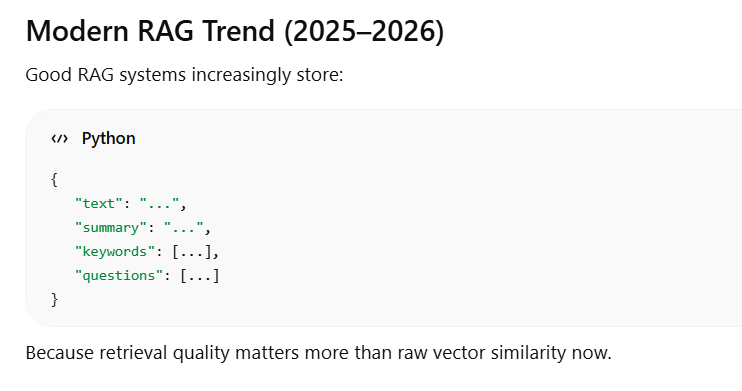 Modern RAG Trend (2025–2026)
Good RAG systems increasingly store:
</> Python
{
"text": "...",
"summary": "...",
"keywords": [...],
"questions": [...]
}
Because retrieval quality matters more than raw vector similarity now.